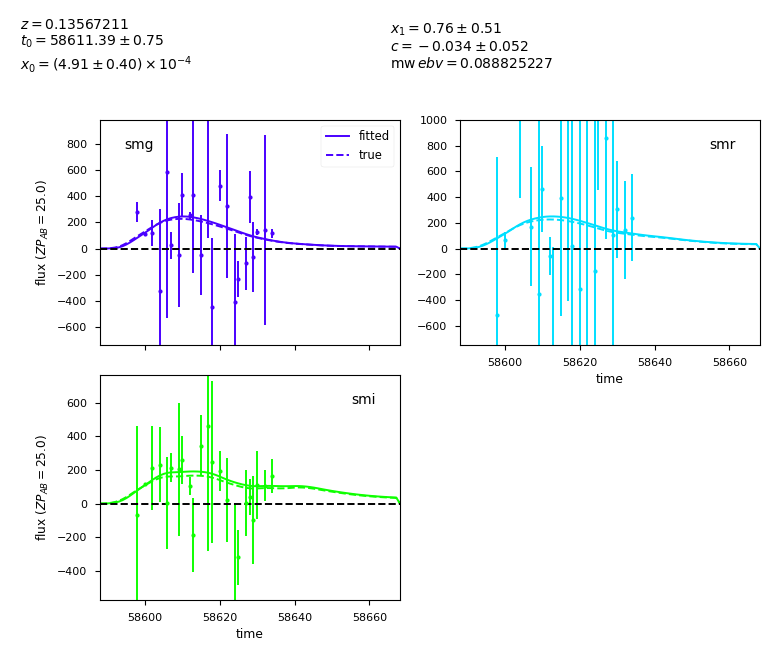 z = 0.13567211
t₀ = 58611.39 ± 0.75
x₀ = (4.91 ± 0.40) × 10⁻⁴
x₁ = 0.76 ± 0.51
c = −0.034 ± 0.052
mw ebv = 0.088825227
smg
fitted
true
800
600
400
200
0
−200
−400
−600
flux (ZP_AB = 25.0)
smr
1000
800
600
400
200
0
−200
−400
−600
58600 58620 58640 58660
time
smi
600
400
200
0
−200
−400
flux (ZP_AB = 25.0)
58600 58620 58640 58660
time